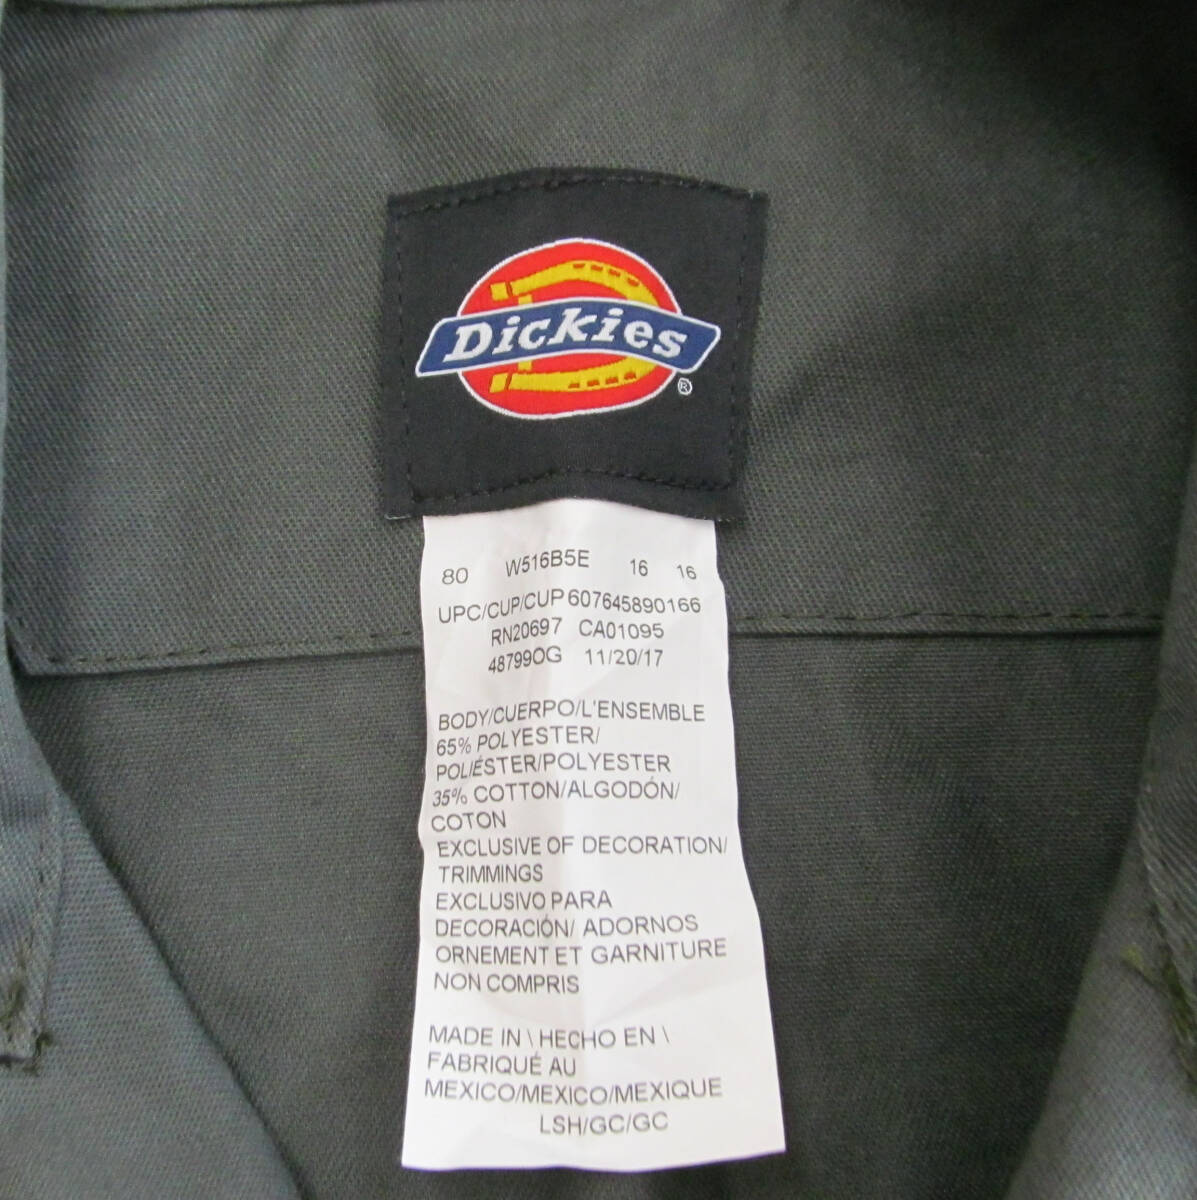 Dickies
®
80 W516B5E 16 16
UPC/CUP/CUP 607645890166
RN20697 CA01095
48799OG 11/20/17
BODY/CUERPO/L'ENSEMBLE
65% POLYESTER/
POLIÉSTER/POLYESTER
35% COTTON/ALGODÓN/
COTON
EXCLUSIVE OF DECORATION/
TRIMMINGS
EXCLUSIVO PARA
DECORACIÓN/ ADORNOS
ORNEMENT ET GARNITURE
NON COMPRIS
MADE IN \ HECHO EN \
FABRIQUÉ AU
MEXICO/MEXICO/MEXIQUE
LSH/GC/GC